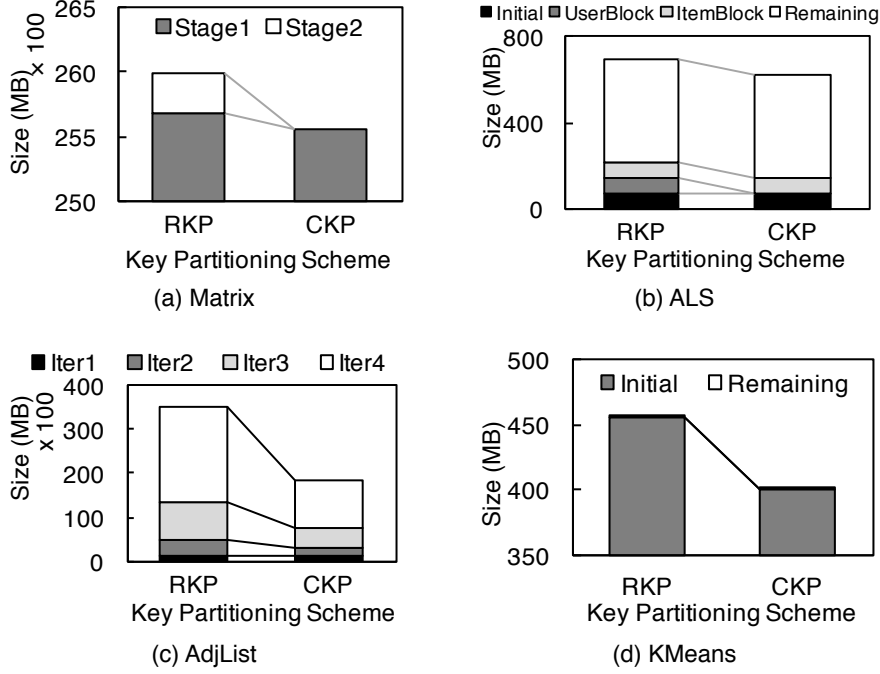 265
260
255
250
Size (MB)
× 100
Stage1 Stage2
RKP CKP
Key Partitioning Scheme
(a) Matrix
Initial UserBlock ItemBlock Remaining
800
400
0
Size (MB)
RKP CKP
Key Partitioning Scheme
(b) ALS
Iter1 Iter2 Iter3 Iter4
400
300
200
100
0
Size (MB)
x 100
RKP CKP
Key Partitioning Scheme
(c) AdjList
500
450
400
350
Size (MB)
Initial Remaining
RKP CKP
Key Partitioning Scheme
(d) KMeans